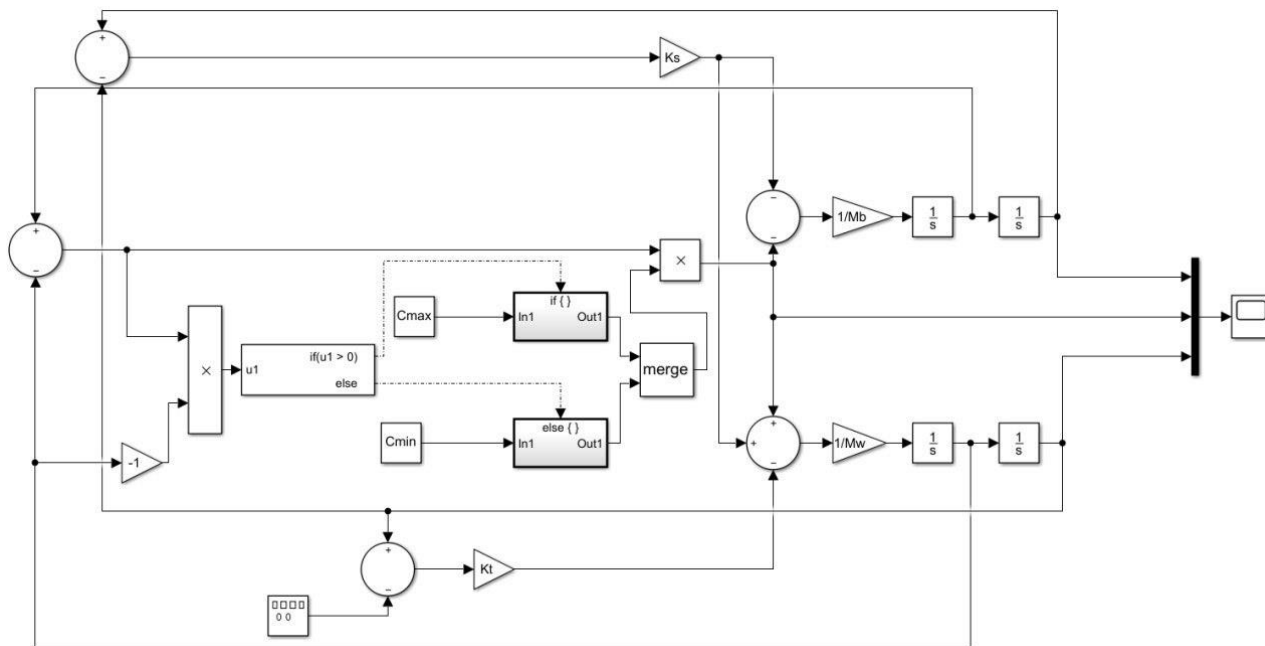 +
−
Ks
+
−
−
−
1/Mb
1
s
1
s
×
if { }
In1
Out1
Cmax
if(u1 > 0)
u1
else
×
merge
else { }
In1
Out1
Cmin
-1
+
+
−
1/Mw
1
s
1
s
+
−
Kt
0 0